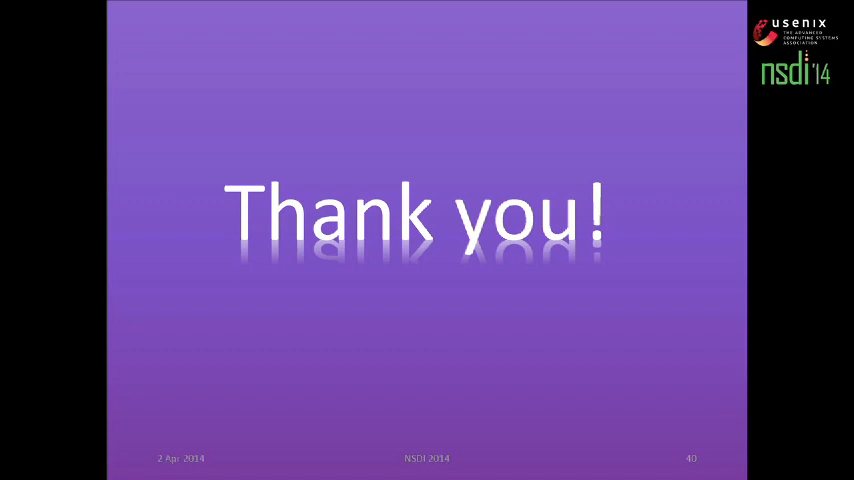 usenix
THE ADVANCED
COMPUTING SYSTEMS
ASSOCIATION
nsdi '14
Thank you!
2 Apr 2014
NSDI 2014
40